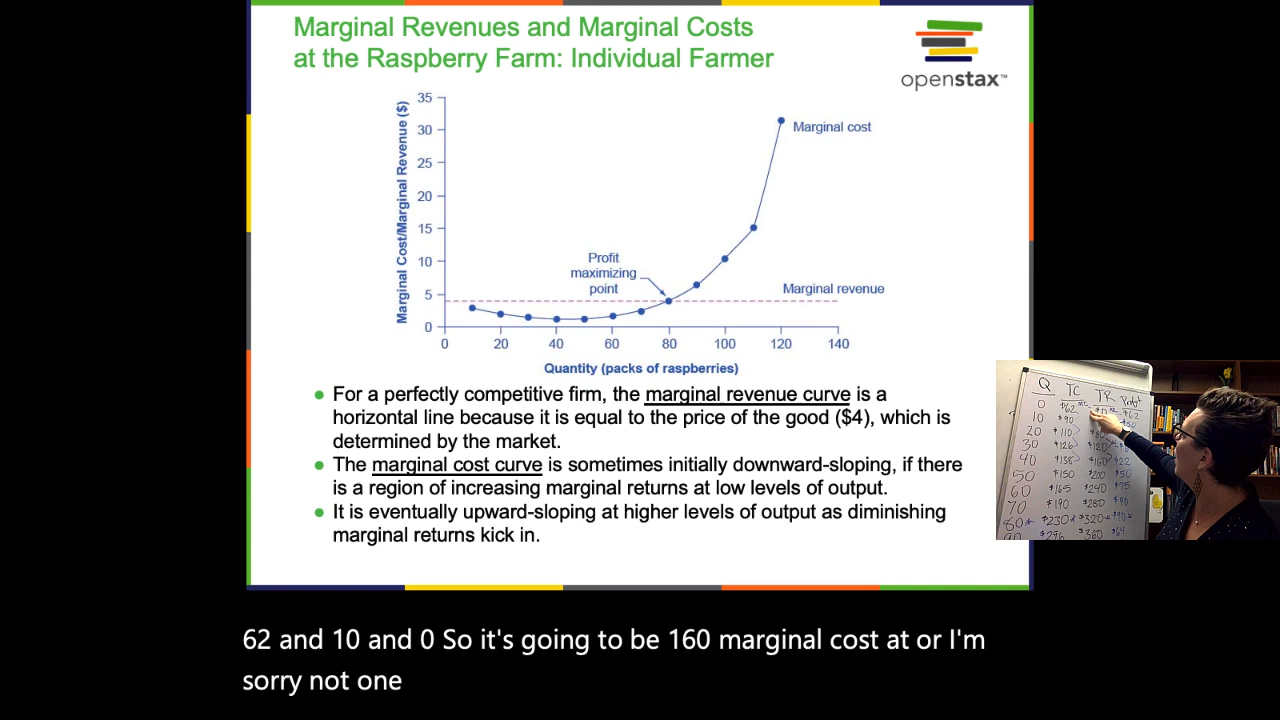 Marginal Revenues and Marginal Costs
at the Raspberry Farm: Individual Farmer
openstax™
Marginal Cost/Marginal Revenue ($)
35
30
25
20
15
10
5
0
Marginal cost
Profit
maximizing
point
Marginal revenue
0 20 40 60 80 100 120 140
Quantity (packs of raspberries)
● For a perfectly competitive firm, the marginal revenue curve is a
horizontal line because it is equal to the price of the good ($4), which is
determined by the market.
● The marginal cost curve is sometimes initially downward-sloping, if there
is a region of increasing marginal returns at low levels of output.
● It is eventually upward-sloping at higher levels of output as diminishing
marginal returns kick in.
Q TC TR Profit
0 $62
10 $90
20 $110
30 $126 $120
40 $138 $160
50 $150 $200 $50
60 $165 $240 $75
70 $190 $280 $90
80* $230* $320* $90*
90 $296 $360 $64
62 and 10 and 0 So it's going to be 160 marginal cost at or I'm
sorry not one